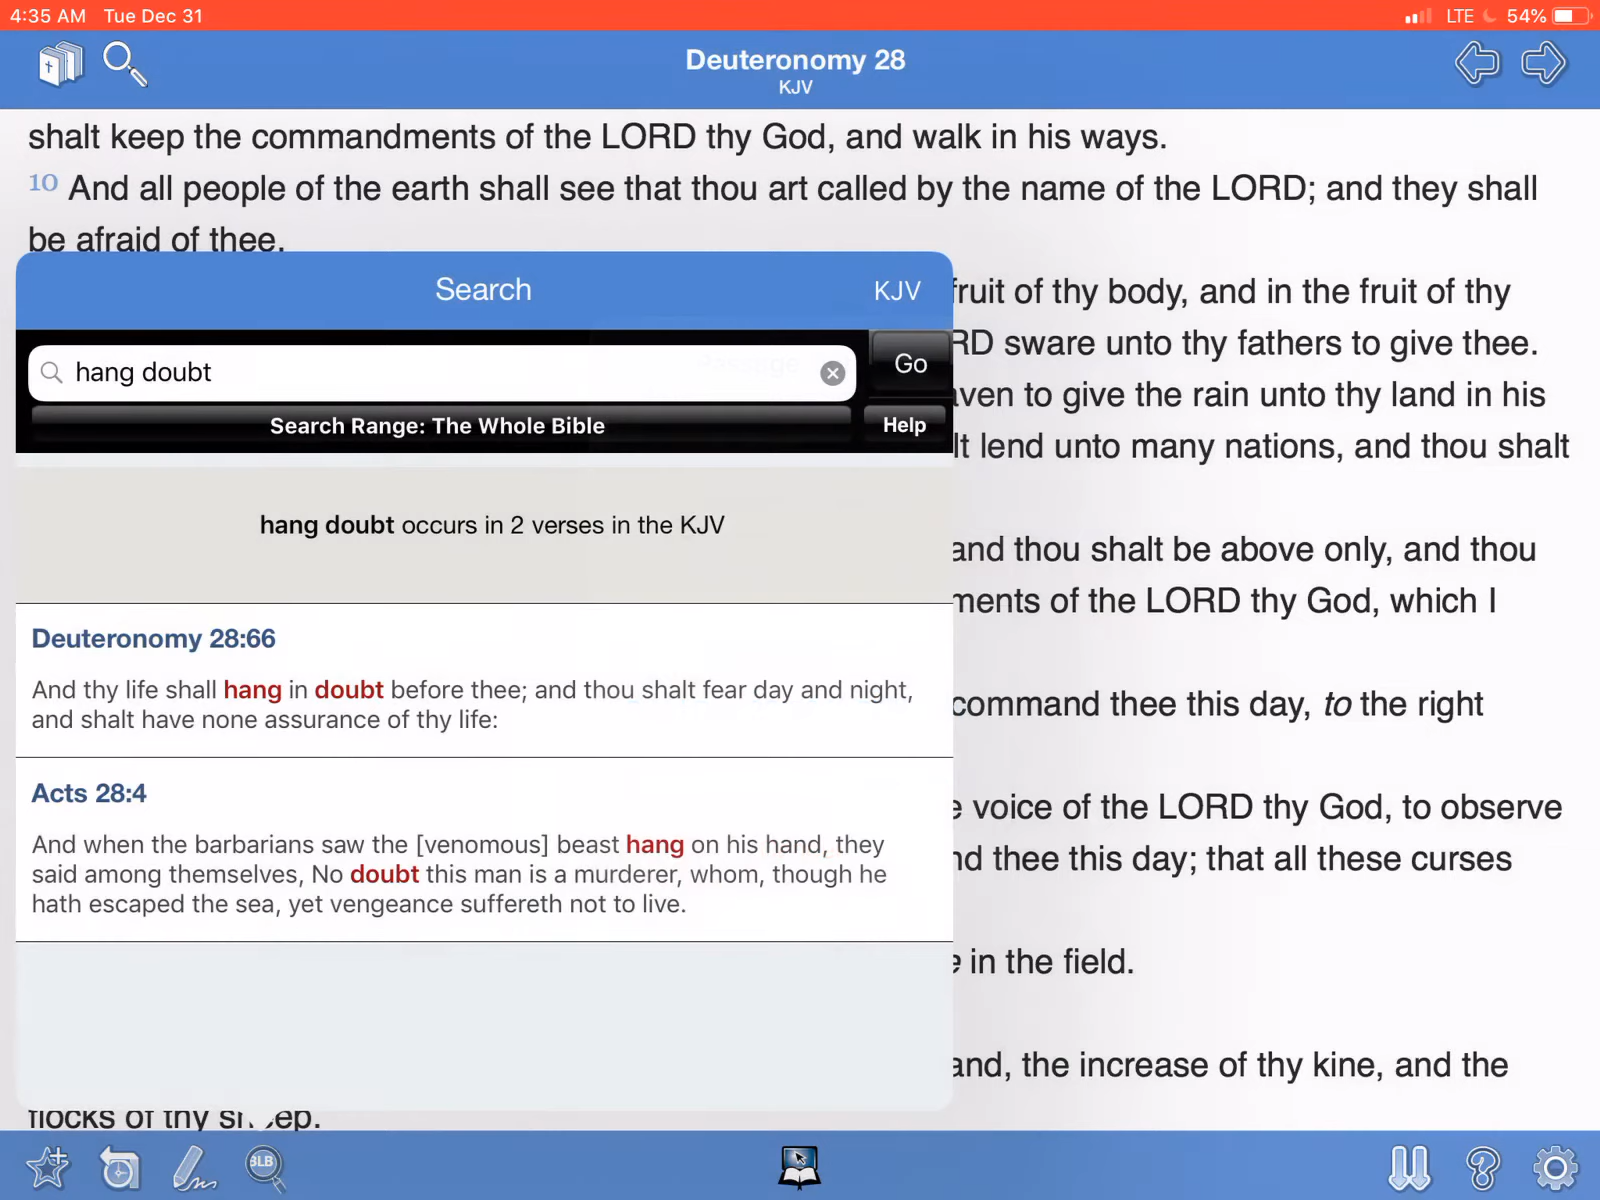 4:35 AM Tue Dec 31
LTE 54%
Deuteronomy 28
KJV
shalt keep the commandments of the LORD thy God, and walk in his ways.
10 And all people of the earth shall see that thou art called by the name of the LORD; and they shall
be afraid of thee.
fruit of thy body, and in the fruit of thy
RD sware unto thy fathers to give thee.
aven to give the rain unto thy land in his
lt lend unto many nations, and thou shalt
and thou shalt be above only, and thou
ments of the LORD thy God, which I
command thee this day, to the right
e voice of the LORD thy God, to observe
nd thee this day; that all these curses
e in the field.
and, the increase of thy kine, and the
flocks of thy
Search
KJV
hang doubt
Go
Search Range: The Whole Bible
Help
hang doubt occurs in 2 verses in the KJV
Deuteronomy 28:66
And thy life shall hang in doubt before thee; and thou shalt fear day and night,
and shalt have none assurance of thy life:
Acts 28:4
And when the barbarians saw the [venomous] beast hang on his hand, they
said among themselves, No doubt this man is a murderer, whom, though he
hath escaped the sea, yet vengeance suffereth not to live.
BLB